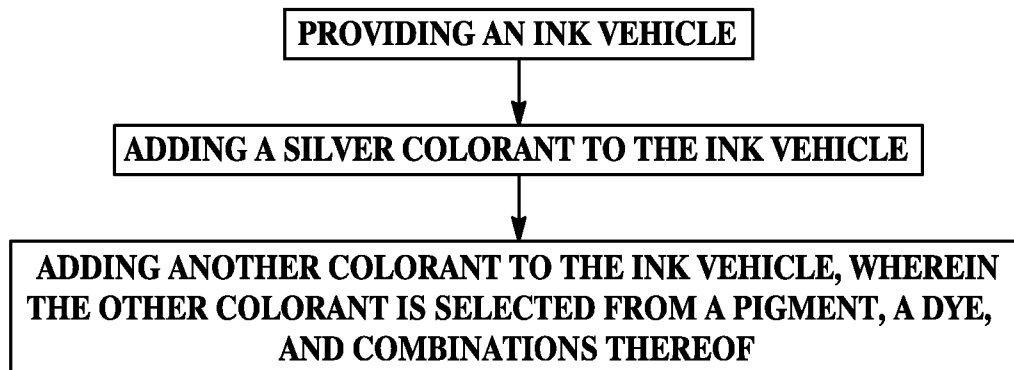 PROVIDING AN INK VEHICLE
ADDING A SILVER COLORANT TO THE INK VEHICLE
ADDING ANOTHER COLORANT TO THE INK VEHICLE, WHEREIN
THE OTHER COLORANT IS SELECTED FROM A PIGMENT, A DYE,
AND COMBINATIONS THEREOF